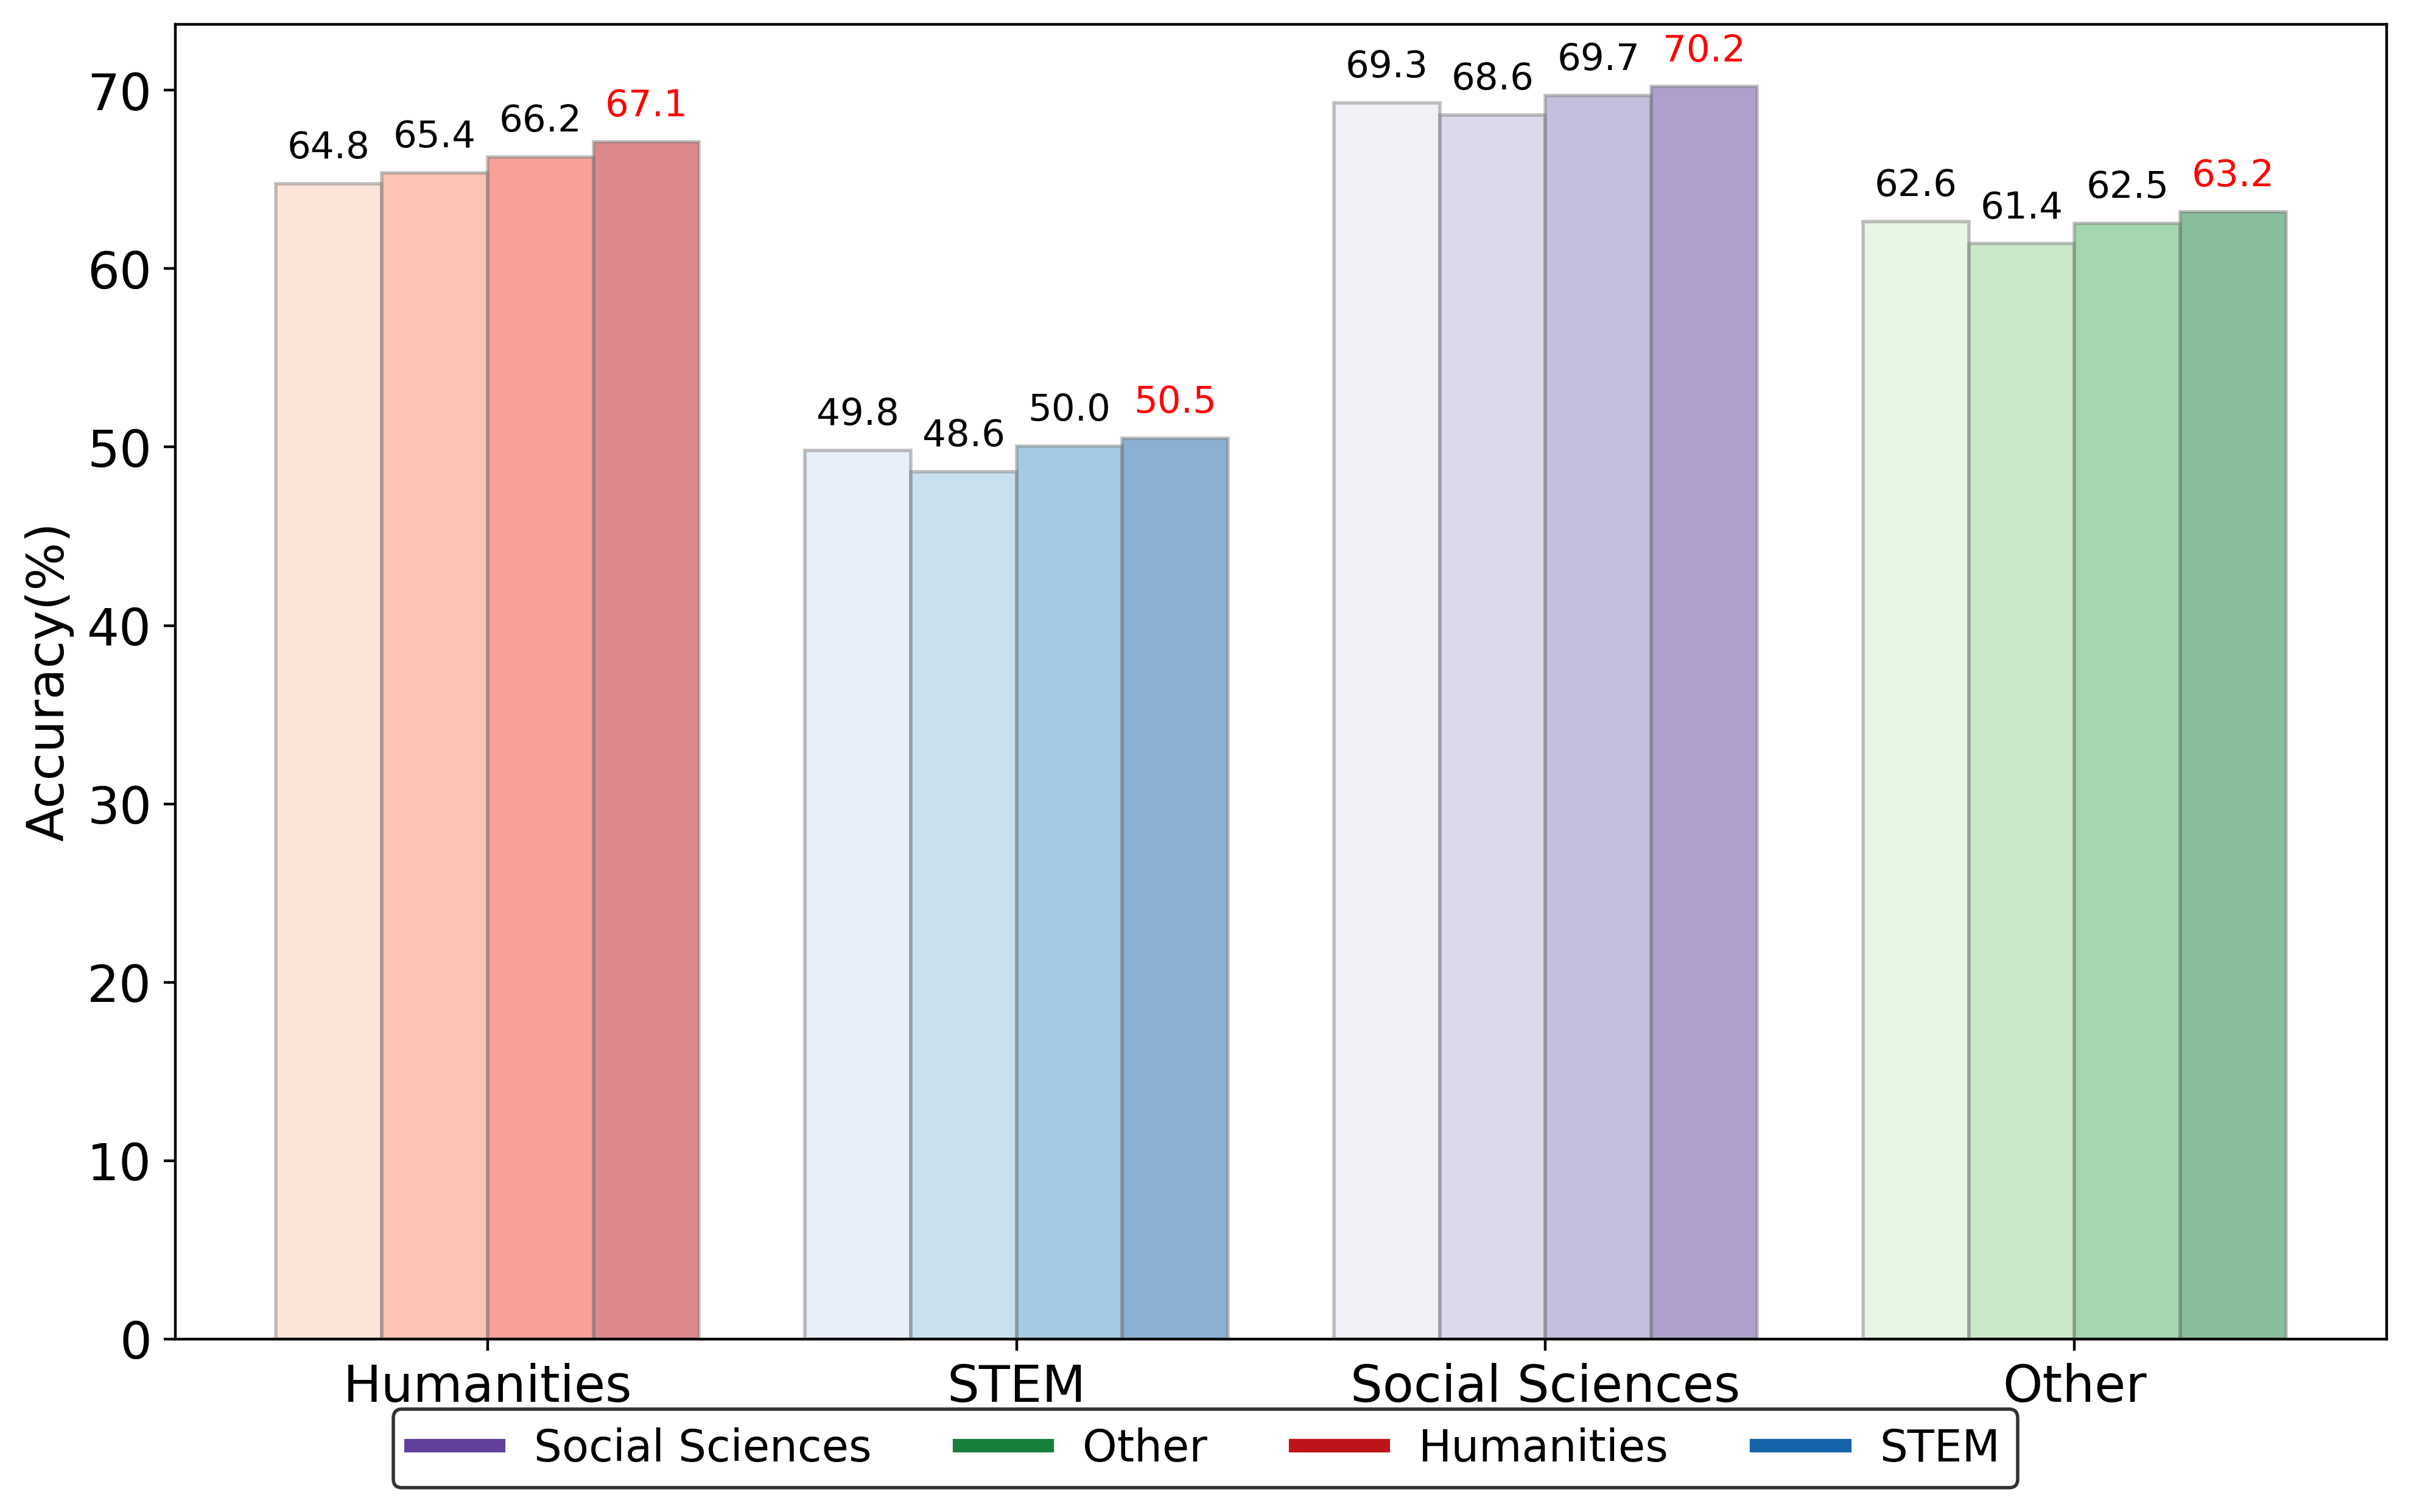 Accuracy(%)
70
60
50
40
30
20
10
0
64.8 65.4 66.2 67.1
49.8 48.6 50.0 50.5
69.3 68.6 69.7 70.2
62.6 61.4 62.5 63.2
Humanities STEM Social Sciences Other
Social Sciences Other Humanities STEM